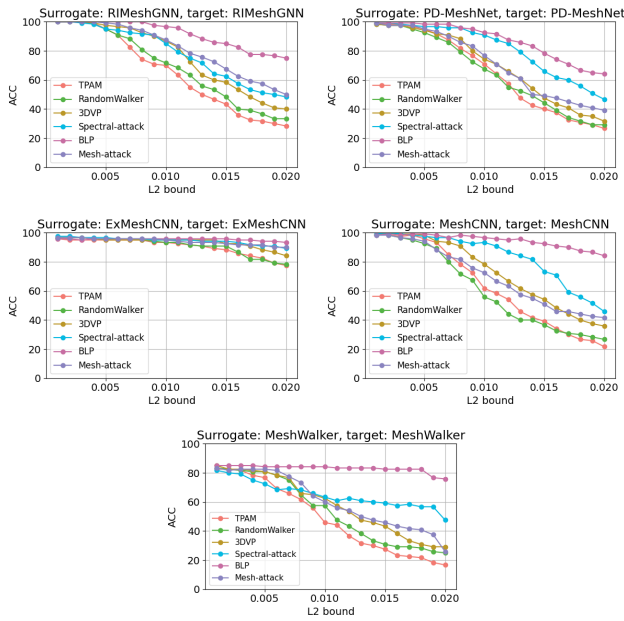 Surrogate: RIMeshGNN, target: RIMeshGNN
ACC
100
80
60
40
20
0
TPAM
RandomWalker
3DVP
Spectral-attack
BLP
Mesh-attack
0.005 0.010 0.015 0.020
L2 bound
Surrogate: PD-MeshNet, target: PD-MeshNet
ACC
100
80
60
40
20
0
TPAM
RandomWalker
3DVP
Spectral-attack
BLP
Mesh-attack
0.005 0.010 0.015 0.020
L2 bound
Surrogate: ExMeshCNN, target: ExMeshCNN
ACC
100
80
60
40
20
0
TPAM
RandomWalker
3DVP
Spectral-attack
BLP
Mesh-attack
0.005 0.010 0.015 0.020
L2 bound
Surrogate: MeshCNN, target: MeshCNN
ACC
100
80
60
40
20
0
TPAM
RandomWalker
3DVP
Spectral-attack
BLP
Mesh-attack
0.005 0.010 0.015 0.020
L2 bound
Surrogate: MeshWalker, target: MeshWalker
ACC
100
80
60
40
20
0
TPAM
RandomWalker
3DVP
Spectral-attack
BLP
Mesh-attack
0.005 0.010 0.015 0.020
L2 bound